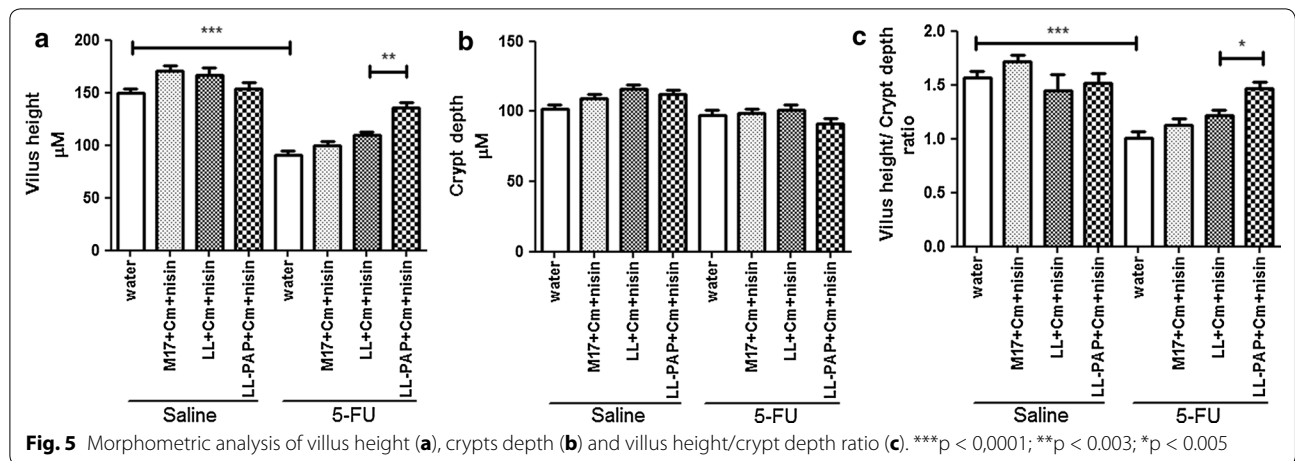 a
Vilus height
µM
200
150
100
50
0
***
**
water
M17+Cm+nisin
LL+Cm+nisin
LL-PAP+Cm+nisin
water
M17+Cm+nisin
LL+Cm+nisin
LL-PAP+Cm+nisin
Saline
5-FU
b
Crypt depth
µM
150
100
50
0
water
M17+Cm+nisin
LL+Cm+nisin
LL-PAP+Cm+nisin
water
M17+Cm+nisin
LL+Cm+nisin
LL-PAP+Cm+nisin
Saline
5-FU
c
Vilus height/ Crypt depth
ratio
2.0
1.5
1.0
0.5
0.0
***
*
water
M17+Cm+nisin
LL+Cm+nisin
LL-PAP+Cm+nisin
water
M17+Cm+nisin
LL+Cm+nisin
LL-PAP+Cm+nisin
Saline
5-FU
Fig. 5 Morphometric analysis of villus height (a), crypts depth (b) and villus height/crypt depth ratio (c). ***p < 0,0001; **p < 0.003; *p < 0.005